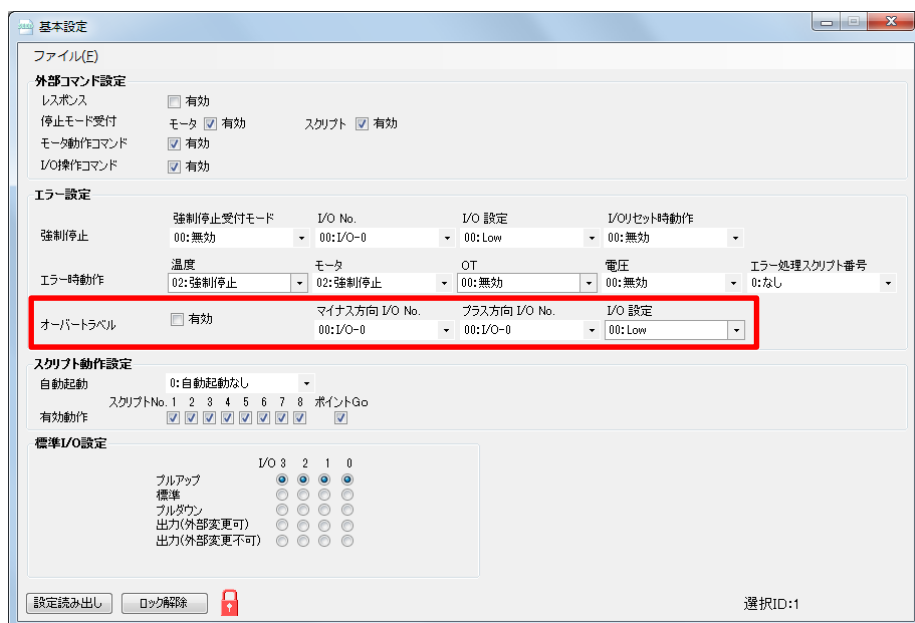 基本設定
ファイル(F)
外部コマンド設定
レスポンス 有効
停止モード受付 モータ 有効 スクリプト 有効
モータ動作コマンド 有効
I/O操作コマンド 有効
エラー設定
強制停止受付モード I/O No. I/O 設定 I/Oリセット時動作
強制停止 00:無効 00:I/O-0 00:Low 00:無効
温度 モータ OT 電圧 エラー処理スクリプト番号
エラー時動作 02:強制停止 02:強制停止 00:無効 00:無効 0:なし
マイナス方向 I/O No. プラス方向 I/O No. I/O 設定
オーバートラベル 有効 00:I/O-0 00:I/O-0 00:Low
スクリプト動作設定
自動起動 0:自動起動なし
スクリプトNo. 1 2 3 4 5 6 7 8 ポイントGo
有効動作
標準I/O設定
I/O 3 2 1 0
プルアップ
標準
プルダウン
出力(外部変更可)
出力(外部変更不可)
設定読み出し ロック解除 選択ID:1